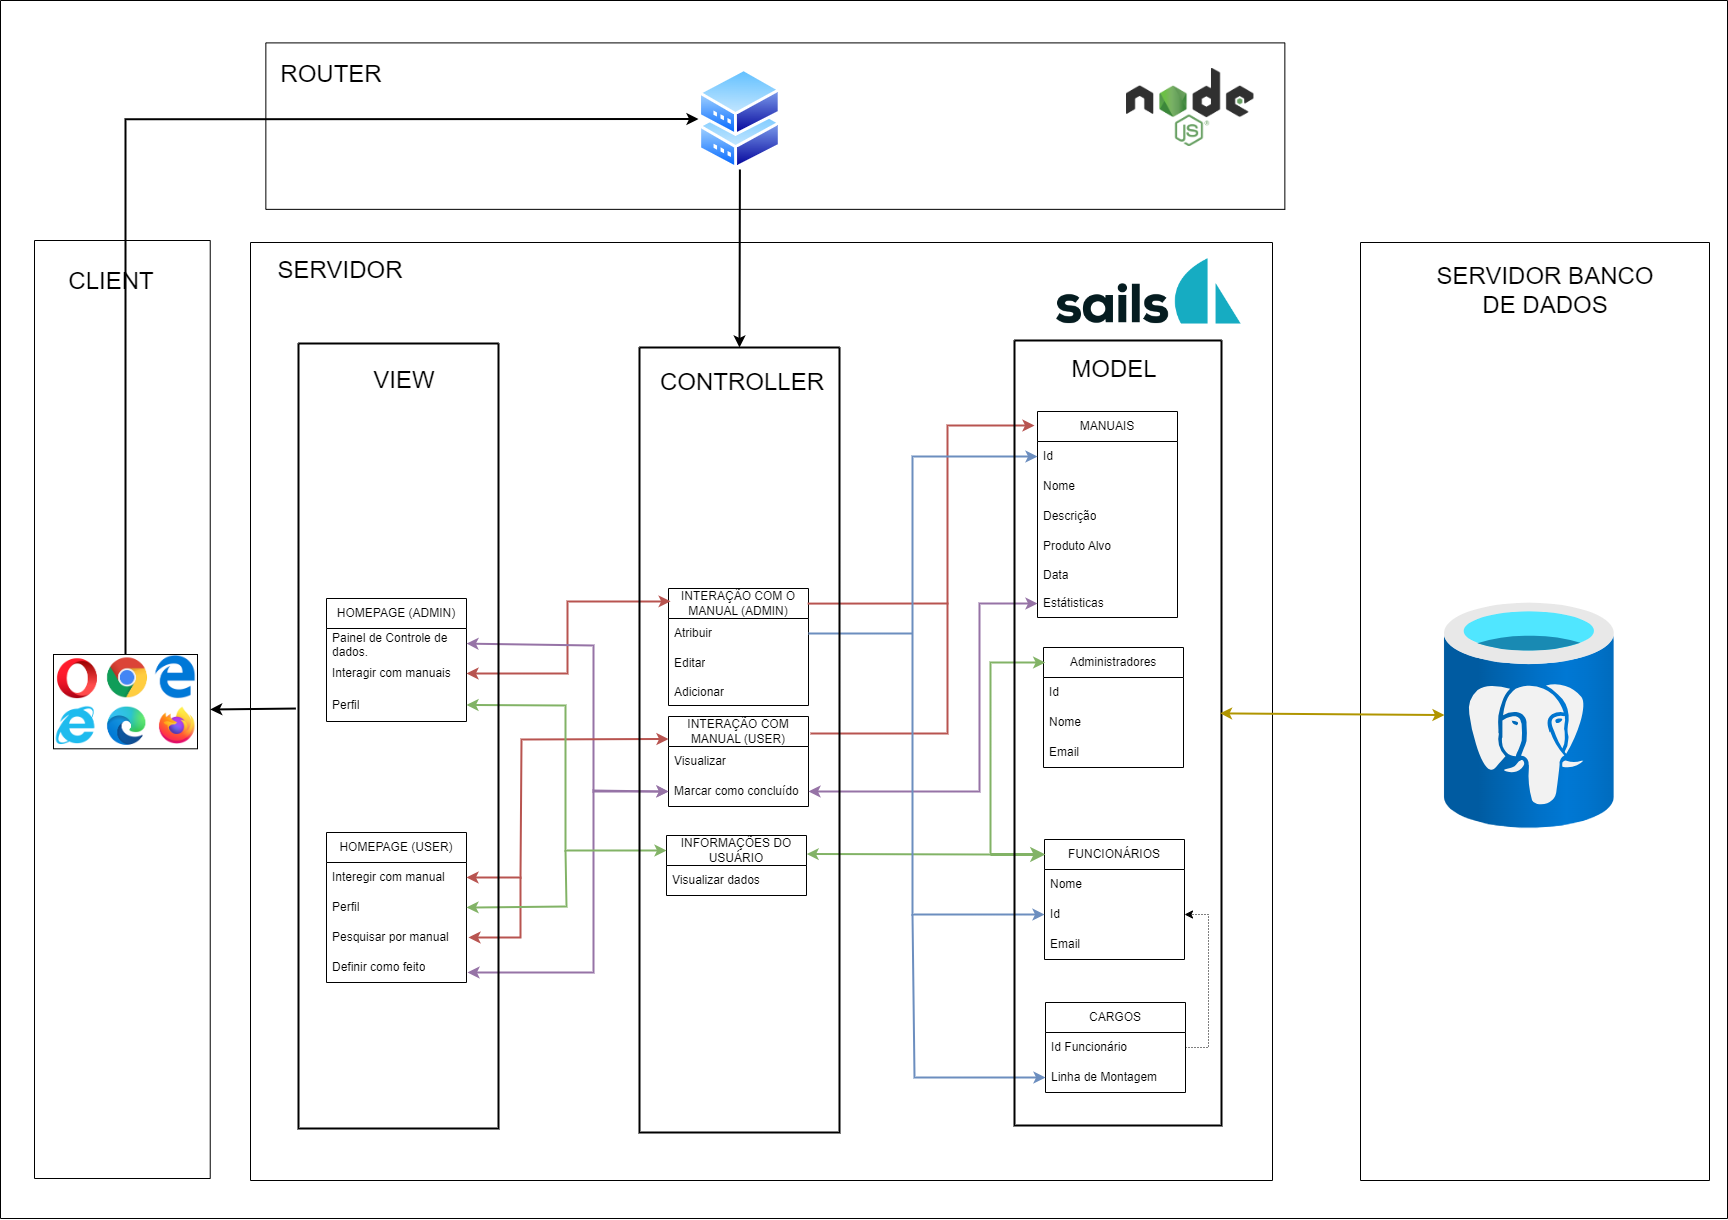 ROUTER
node
JS
CLIENT
SERVIDOR
sails
SERVIDOR BANCO
DE DADOS
VIEW
HOMEPAGE (ADMIN)
Painel de Controle de
dados.
Interagir com manuais
Perfil
HOMEPAGE (USER)
Interegir com manual
Perfil
Pesquisar por manual
Definir como feito
CONTROLLER
INTERAÇÃO COM O
MANUAL (ADMIN)
Atribuir
Editar
Adicionar
INTERAÇÃO COM
MANUAL (USER)
Visualizar
Marcar como concluído
INFORMAÇÕES DO
USUÁRIO
Visualizar dados
MODEL
MANUAIS
Id
Nome
Descrição
Produto Alvo
Data
Estátisticas
Administradores
Id
Nome
Email
FUNCIONÁRIOS
Nome
Id
Email
CARGOS
Id Funcionário
Linha de Montagem